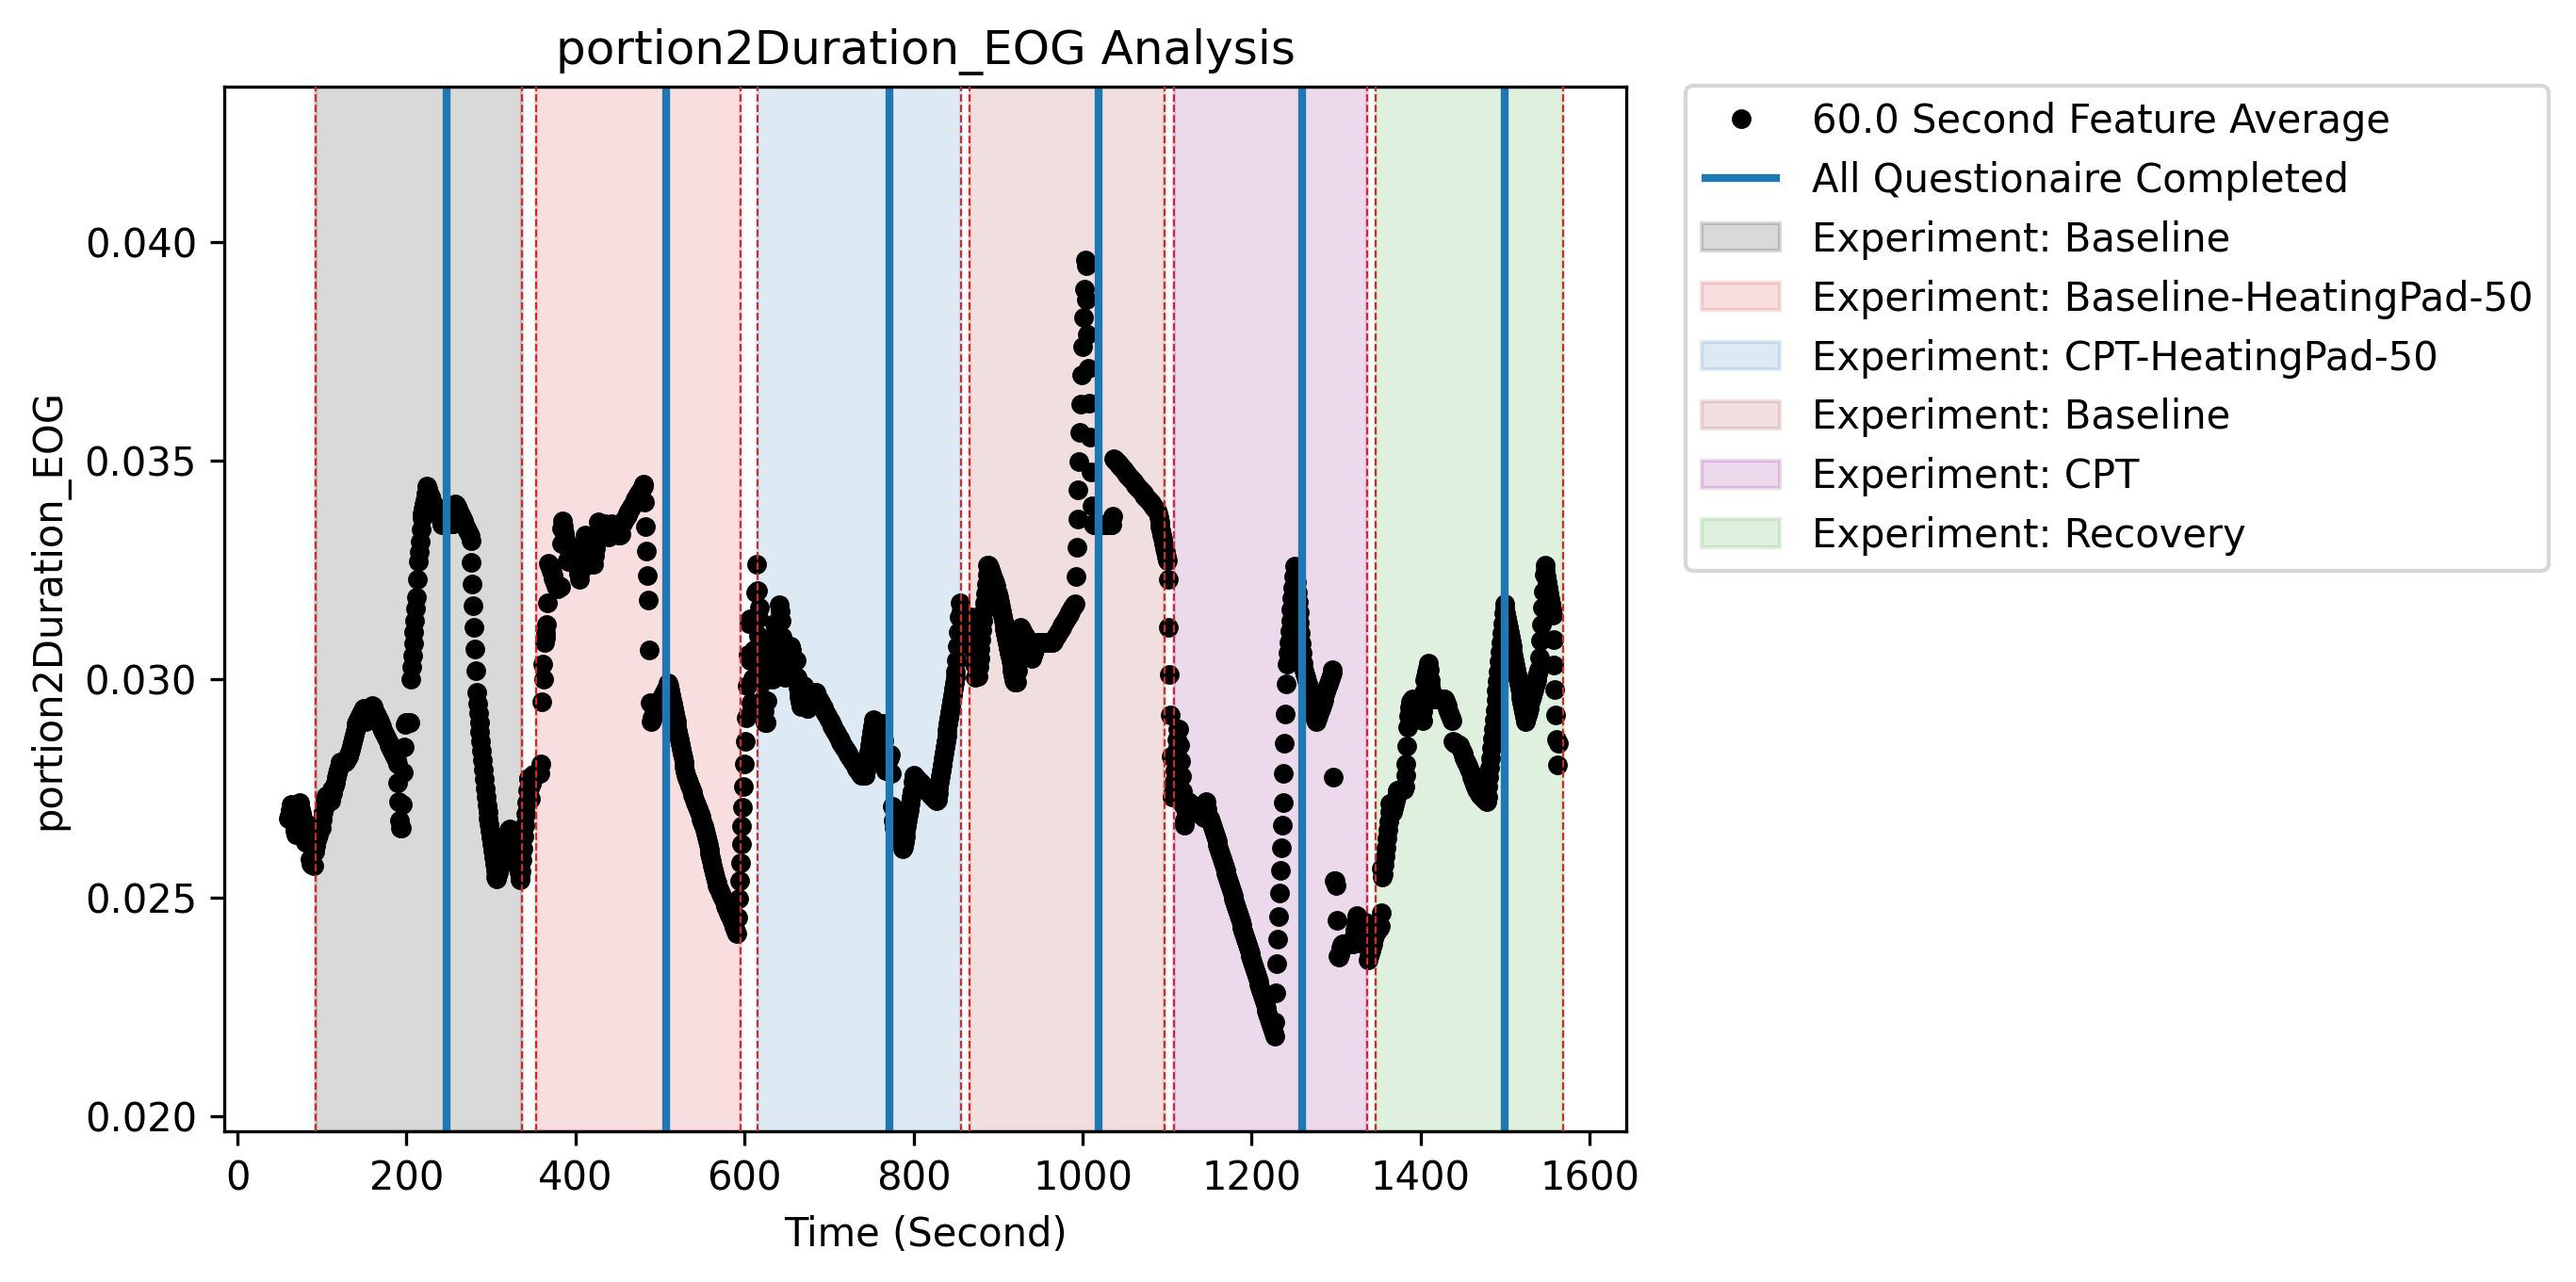 portion2Duration_EOG Analysis
portion2Duration_EOG
0.040
0.035
0.030
0.025
0.020
0 200 400 600 800 1000 1200 1400 1600
Time (Second)
60.0 Second Feature Average
All Questionaire Completed
Experiment: Baseline
Experiment: Baseline-HeatingPad-50
Experiment: CPT-HeatingPad-50
Experiment: Baseline
Experiment: CPT
Experiment: Recovery